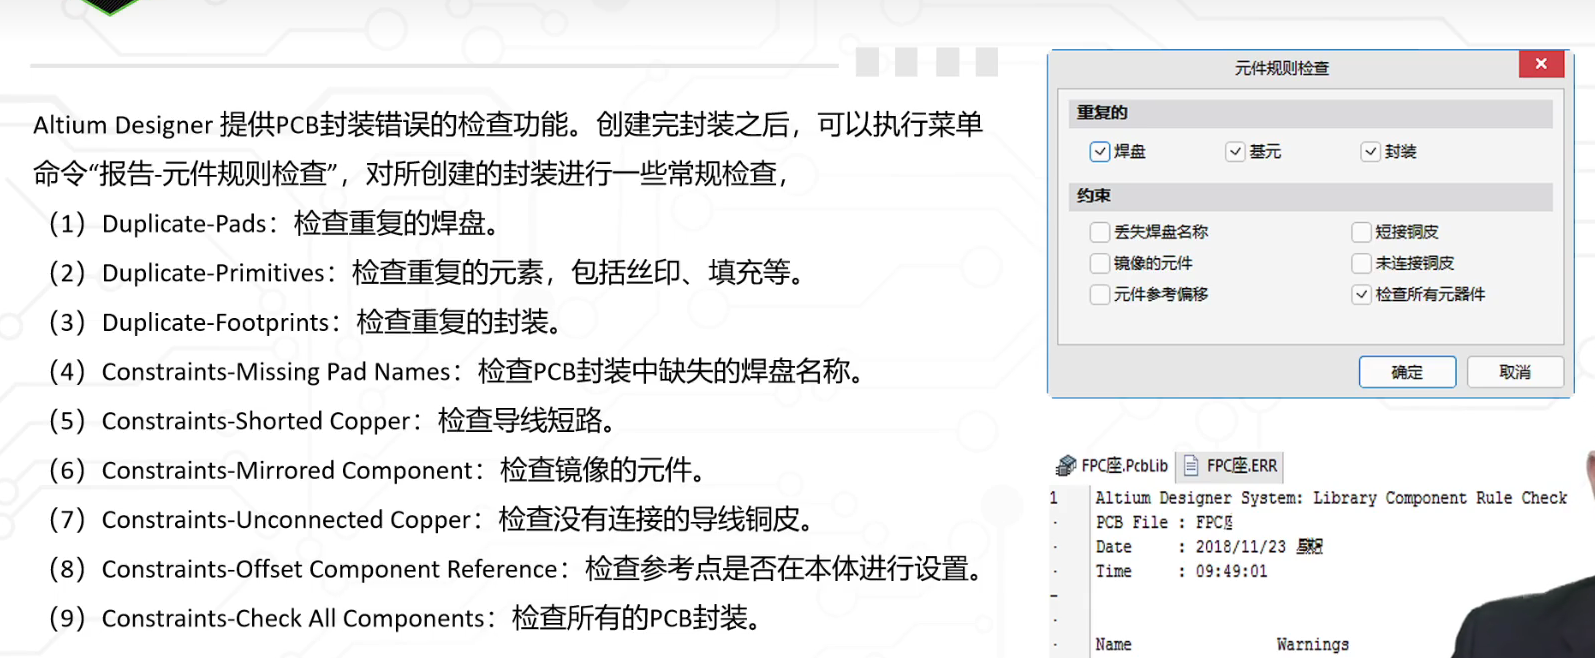 Altium Designer 提供PCB封装错误的检查功能。创建完封装之后，可以执行菜单
命令“报告-元件规则检查”，对所创建的封装进行一些常规检查，
（1）Duplicate-Pads：检查重复的焊盘。
（2）Duplicate-Primitives：检查重复的元素，包括丝印、填充等。
（3）Duplicate-Footprints：检查重复的封装。
（4）Constraints-Missing Pad Names：检查PCB封装中缺失的焊盘名称。
（5）Constraints-Shorted Copper：检查导线短路。
（6）Constraints-Mirrored Component：检查镜像的元件。
（7）Constraints-Unconnected Copper：检查没有连接的导线铜皮。
（8）Constraints-Offset Component Reference：检查参考点是否在本体进行设置。
（9）Constraints-Check All Components：检查所有的PCB封装。
元件规则检查
重复的
焊盘 基元 封装
约束
丢失焊盘名称 短接铜皮
镜像的元件 未连接铜皮
元件参考偏移 检查所有元器件
确定 取消
FPC座.PcbLib FPC座.ERR
1 Altium Designer System: Library Component Rule Check
PCB File : FPC
Date : 2018/11/23
Time : 09:49:01
Name Warnings